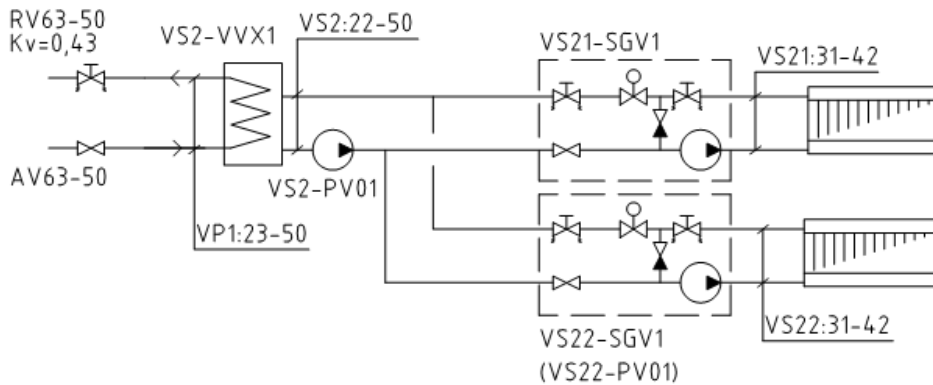 RV63-50
Kv=0,43
VS2-VVX1
VS2:22-50
VS21-SGV1
VS21:31-42
AV63-50
VS2-PV01
VP1:23-50
VS22:31-42
VS22-SGV1
(VS22-PV01)